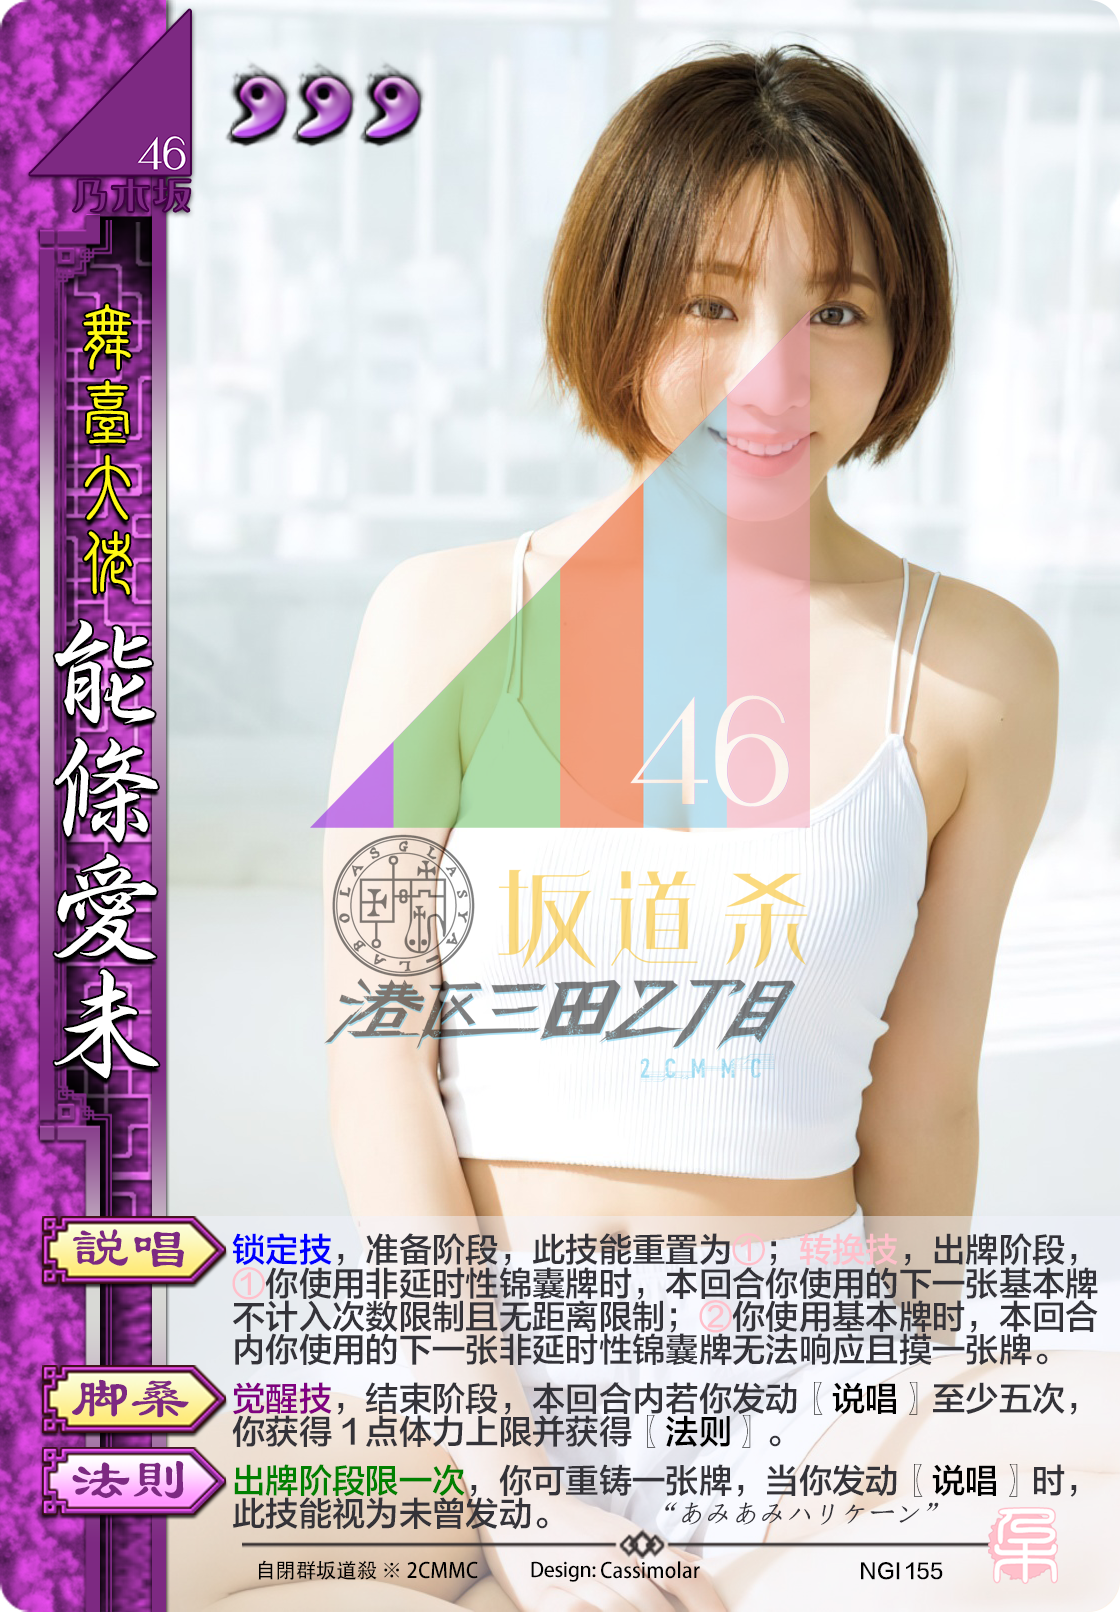 46
乃木坂
舞臺大佬
能條愛未
46
GLASYA LABOLAS
坂道杀
港区三田2丁目
2CMMC
説唱
锁定技，准备阶段，此技能重置为①；转换技，出牌阶段，
①你使用非延时性锦囊牌时，本回合你使用的下一张基本牌
不计入次数限制且无距离限制；②你使用基本牌时，本回合
内你使用的下一张非延时性锦囊牌无法响应且摸一张牌。
脚桑
觉醒技，结束阶段，本回合内若你发动〖说唱〗至少五次，
你获得1点体力上限并获得〖法则〗。
法則
出牌阶段限一次，你可重铸一张牌，当你发动〖说唱〗时，
此技能视为未曾发动。
“あみあみハリケーン”
自閉群坂道殺 ※ 2CMMC
Design: Cassimolar
NGI155